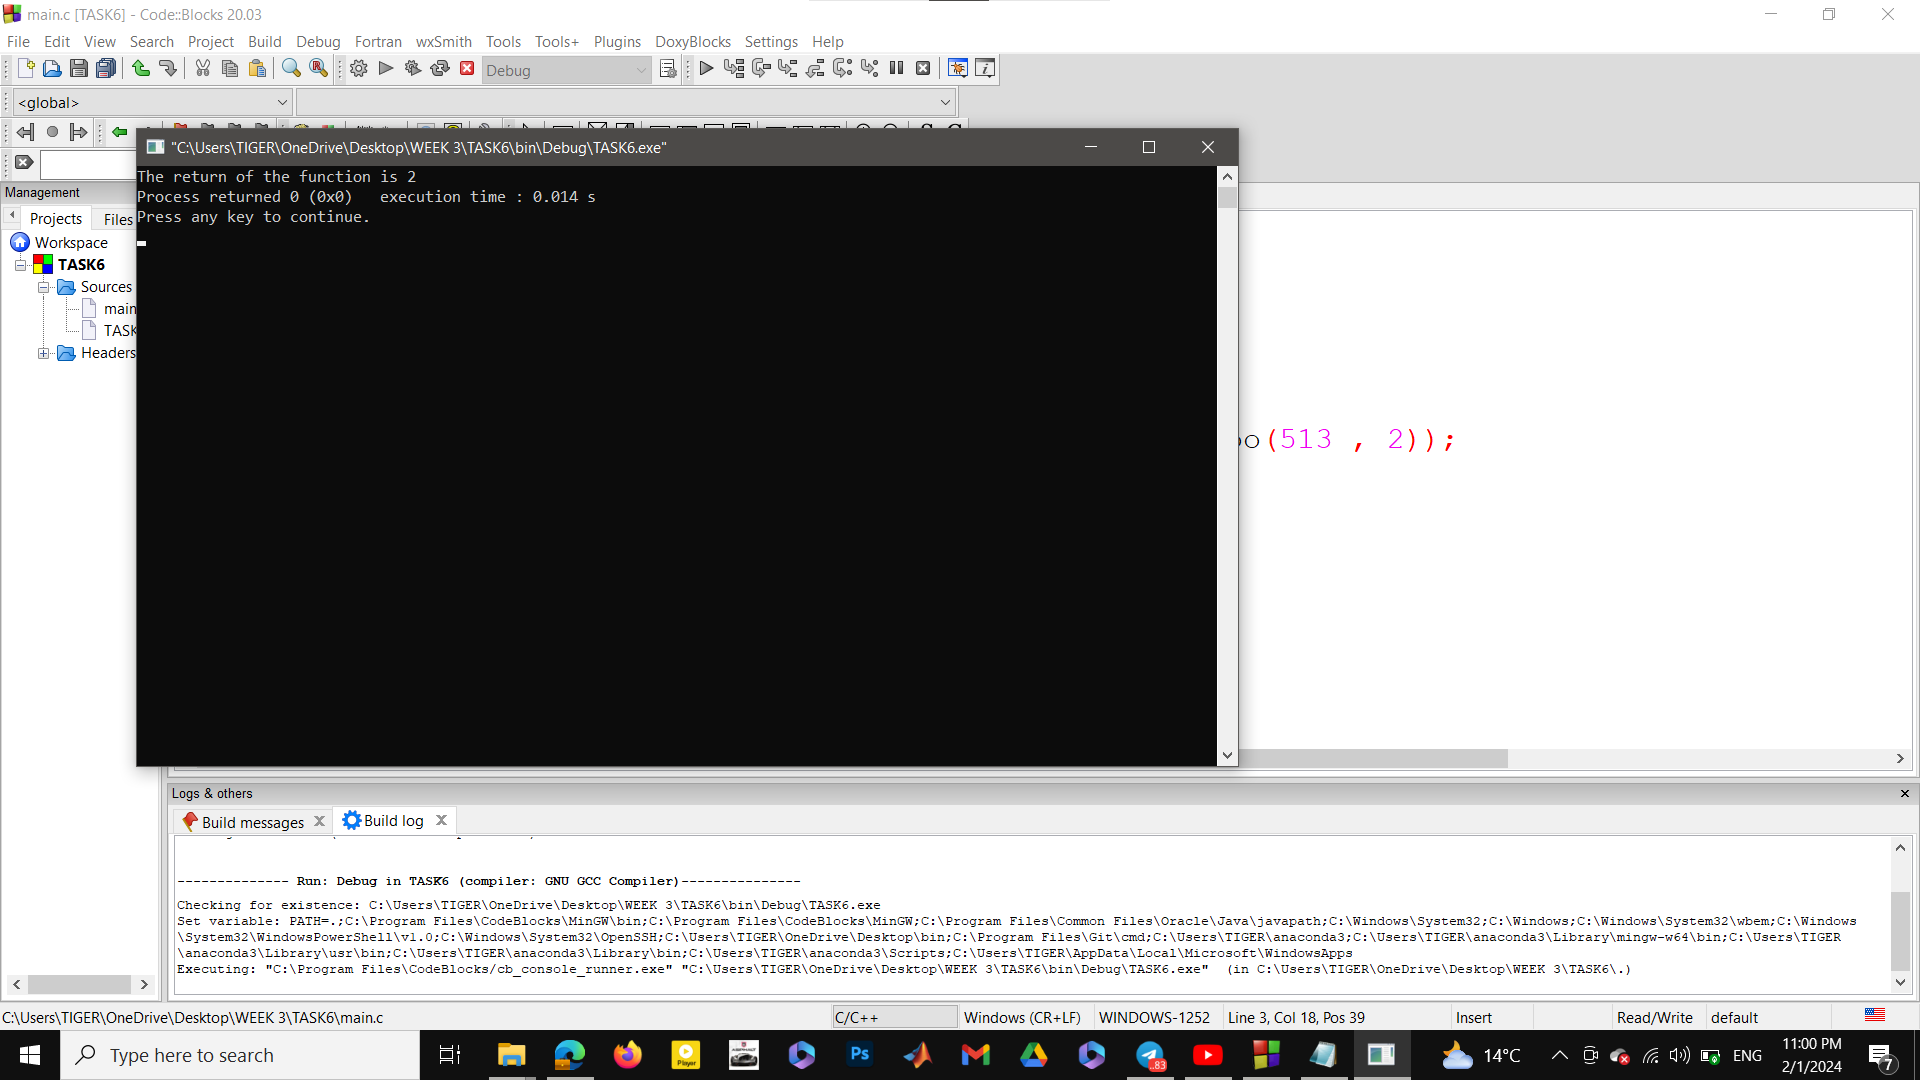 main.c [TASK6] - Code::Blocks 20.03
File Edit View Search Project Build Debug Fortran wxSmith Tools Tools+ Plugins DoxyBlocks Settings Help
Debug
<global>
"C:\Users\TIGER\OneDrive\Desktop\WEEK 3\TASK6\bin\Debug\TASK6.exe"
The return of the function is 2
Process returned 0 (0x0)   execution time : 0.014 s
Press any key to continue.
Management
Projects Files
Workspace
TASK6
Sources
main
TASK
Headers
oo(513 , 2));
Logs & others
Build messages Build log
-------------- Run: Debug in TASK6 (compiler: GNU GCC Compiler)---------------
Checking for existence: C:\Users\TIGER\OneDrive\Desktop\WEEK 3\TASK6\bin\Debug\TASK6.exe
Set variable: PATH=.;C:\Program Files\CodeBlocks\MinGW\bin;C:\Program Files\CodeBlocks\MinGW;C:\Program Files\Common Files\Oracle\Java\javapath;C:\Windows\System32;C:\Windows;C:\Windows\System32\wbem;C:\Windows
\System32\WindowsPowerShell\v1.0;C:\Windows\System32\OpenSSH;C:\Users\TIGER\OneDrive\Desktop\bin;C:\Program Files\Git\cmd;C:\Users\TIGER\anaconda3;C:\Users\TIGER\anaconda3\Library\mingw-w64\bin;C:\Users\TIGER
\anaconda3\Library\usr\bin;C:\Users\TIGER\anaconda3\Library\bin;C:\Users\TIGER\anaconda3\Scripts;C:\Users\TIGER\AppData\Local\Microsoft\WindowsApps
Executing: "C:\Program Files\CodeBlocks/cb_console_runner.exe" "C:\Users\TIGER\OneDrive\Desktop\WEEK 3\TASK6\bin\Debug\TASK6.exe"  (in C:\Users\TIGER\OneDrive\Desktop\WEEK 3\TASK6\.)
C:\Users\TIGER\OneDrive\Desktop\WEEK 3\TASK6\main.c C/C++ Windows (CR+LF) WINDOWS-1252 Line 3, Col 18, Pos 39 Insert Read/Write default
Type here to search Player Ps .83 14°C ENG 11:00 PM
2/1/2024 7